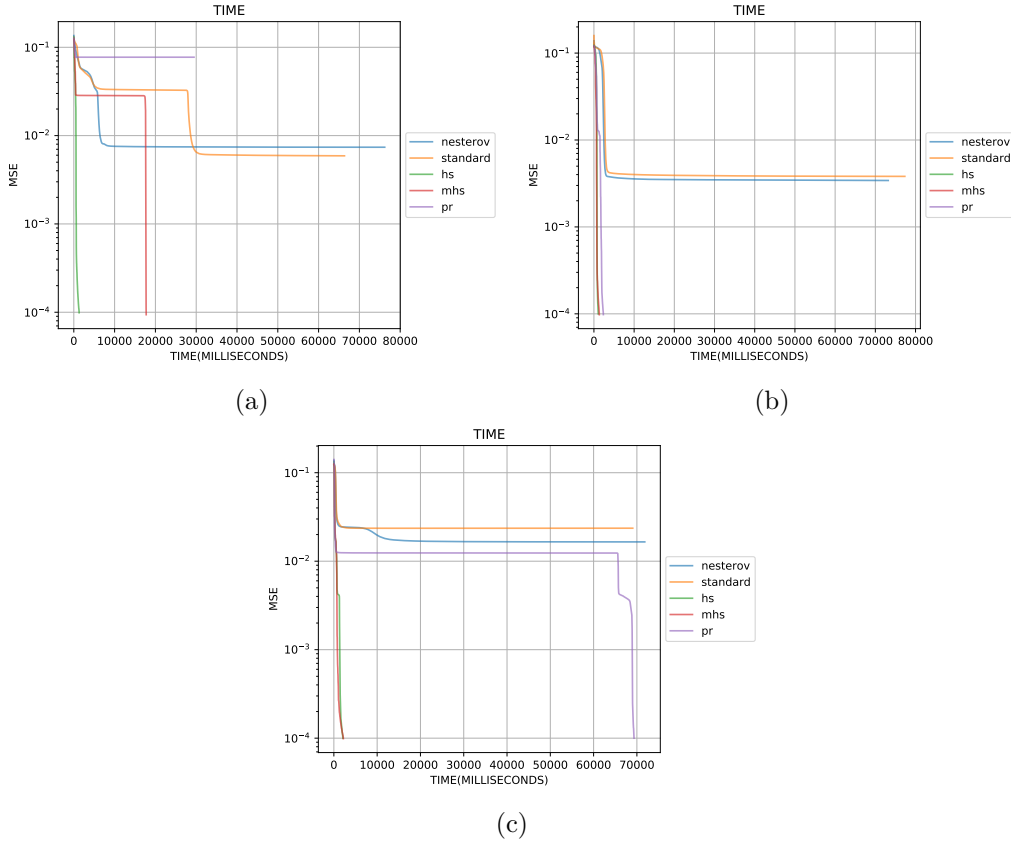 TIME
10⁻¹
10⁻²
10⁻³
10⁻⁴
MSE
0 10000 20000 30000 40000 50000 60000 70000 80000
TIME(MILLISECONDS)
nesterov
standard
hs
mhs
pr
(a)
TIME
10⁻¹
10⁻²
10⁻³
10⁻⁴
MSE
0 10000 20000 30000 40000 50000 60000 70000 80000
TIME(MILLISECONDS)
nesterov
standard
hs
mhs
pr
(b)
TIME
10⁻¹
10⁻²
10⁻³
10⁻⁴
MSE
0 10000 20000 30000 40000 50000 60000 70000
TIME(MILLISECONDS)
nesterov
standard
hs
mhs
pr
(c)